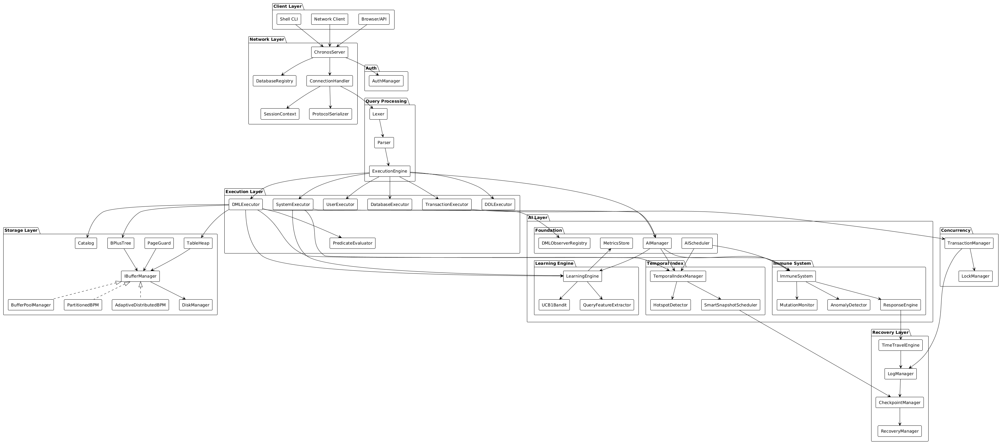 Client Layer
Shell CLI
Network Client
Browser/API
Network Layer
ChronosServer
DatabaseRegistry
ConnectionHandler
SessionContext
ProtocolSerializer
Auth
AuthManager
Query Processing
Lexer
Parser
ExecutionEngine
Execution Layer
DMLExecutor
SystemExecutor
UserExecutor
DatabaseExecutor
TransactionExecutor
DDLExecutor
PredicateEvaluator
Storage Layer
Catalog
BPlusTree
PageGuard
TableHeap
IBufferManager
BufferPoolManager
PartitionedBPM
AdaptiveDistributedBPM
DiskManager
AI Layer
Foundation
DMLObserverRegistry
MetricsStore
AIManager
AIScheduler
Learning Engine
LearningEngine
UCB1Bandit
QueryFeatureExtractor
Temporal Index
TemporalIndexManager
HotspotDetector
SmartSnapshotScheduler
Immune System
ImmuneSystem
MutationMonitor
AnomalyDetector
ResponseEngine
Concurrency
TransactionManager
LockManager
Recovery Layer
TimeTravelEngine
LogManager
CheckpointManager
RecoveryManager